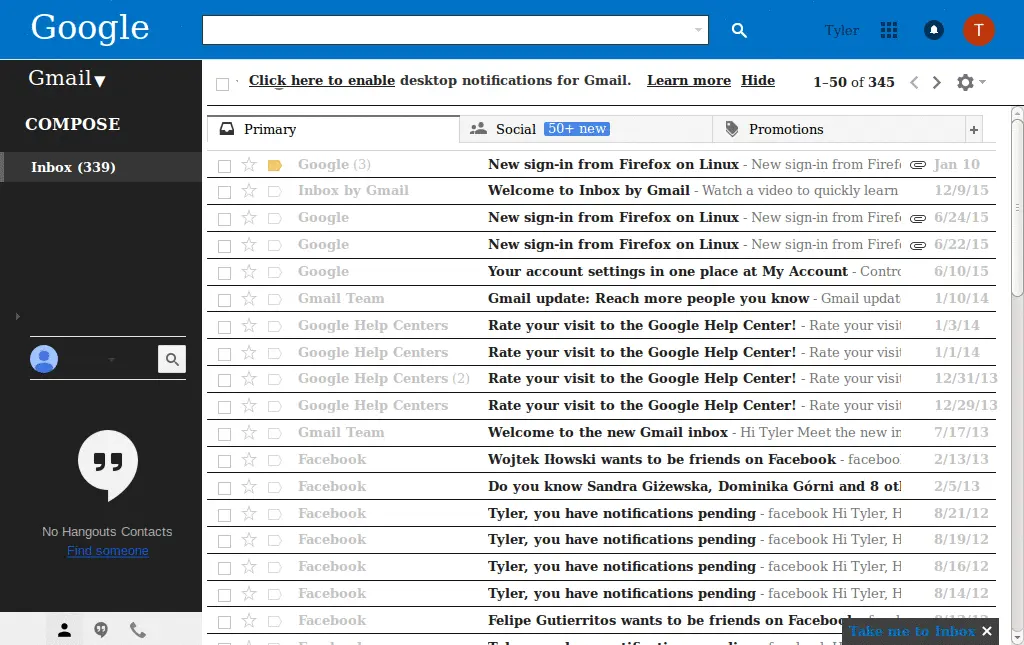 Google
Tyler
T
Gmail
Click here to enable desktop notifications for Gmail. Learn more Hide
1–50 of 345
COMPOSE
Inbox (339)
Primary
Social 50+ new
Promotions
+
Google (3) New sign-in from Firefox on Linux - New sign-in from Firef Jan 10
Inbox by Gmail Welcome to Inbox by Gmail - Watch a video to quickly learn 12/9/15
Google New sign-in from Firefox on Linux - New sign-in from Firef 6/24/15
Google New sign-in from Firefox on Linux - New sign-in from Firef 6/22/15
Google Your account settings in one place at My Account - Contro 6/10/15
Gmail Team Gmail update: Reach more people you know - Gmail updat 1/10/14
Google Help Centers Rate your visit to the Google Help Center! - Rate your visit 1/3/14
Google Help Centers Rate your visit to the Google Help Center! - Rate your visit 1/1/14
Google Help Centers (2) Rate your visit to the Google Help Center! - Rate your visit 12/31/13
Google Help Centers Rate your visit to the Google Help Center! - Rate your visit 12/29/13
Gmail Team Welcome to the new Gmail inbox - Hi Tyler Meet the new in 7/17/13
Facebook Wojtek Iłowski wants to be friends on Facebook - faceboo 2/13/13
Facebook Do you know Sandra Giżewska, Dominika Górni and 8 otl 2/5/13
Facebook Tyler, you have notifications pending - facebook Hi Tyler, H 8/21/12
Facebook Tyler, you have notifications pending - facebook Hi Tyler, H 8/19/12
Facebook Tyler, you have notifications pending - facebook Hi Tyler, H 8/16/12
Facebook Tyler, you have notifications pending - facebook Hi Tyler, H 8/14/12
Facebook Felipe Gutierritos wants to be friends on Facebook
No Hangouts Contacts
Find someone
Take me to Inbox